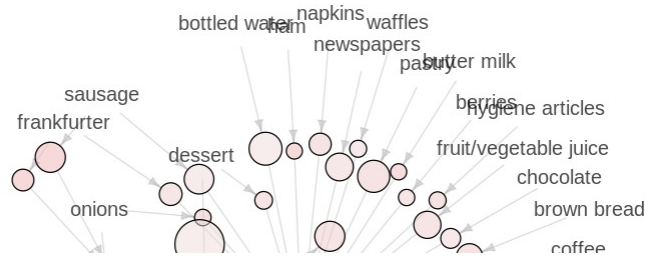 napkins
bottled water
ham
waffles
newspapers
pastry
butter milk
sausage
berries
hygiene articles
frankfurter
dessert
fruit/vegetable juice
chocolate
onions
brown bread
coffee